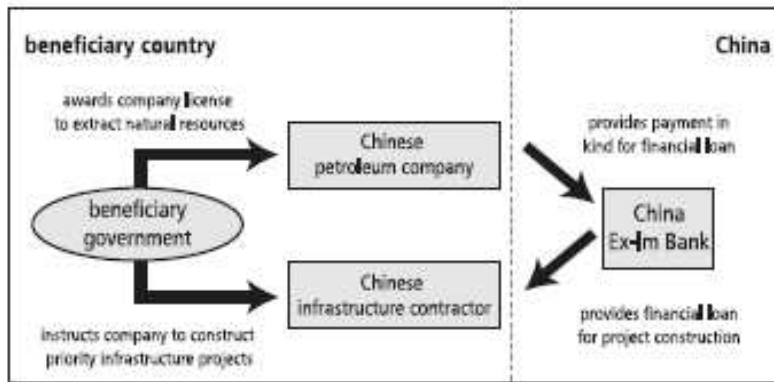 beneficiary country
China
awards company license
to extract natural resources
Chinese
petroleum company
provides payment in
kind for financial loan
beneficiary
government
China
Ex-Im Bank
Chinese
infrastructure contractor
instructs company to construct
priority infrastructure projects
provides financial loan
for project construction